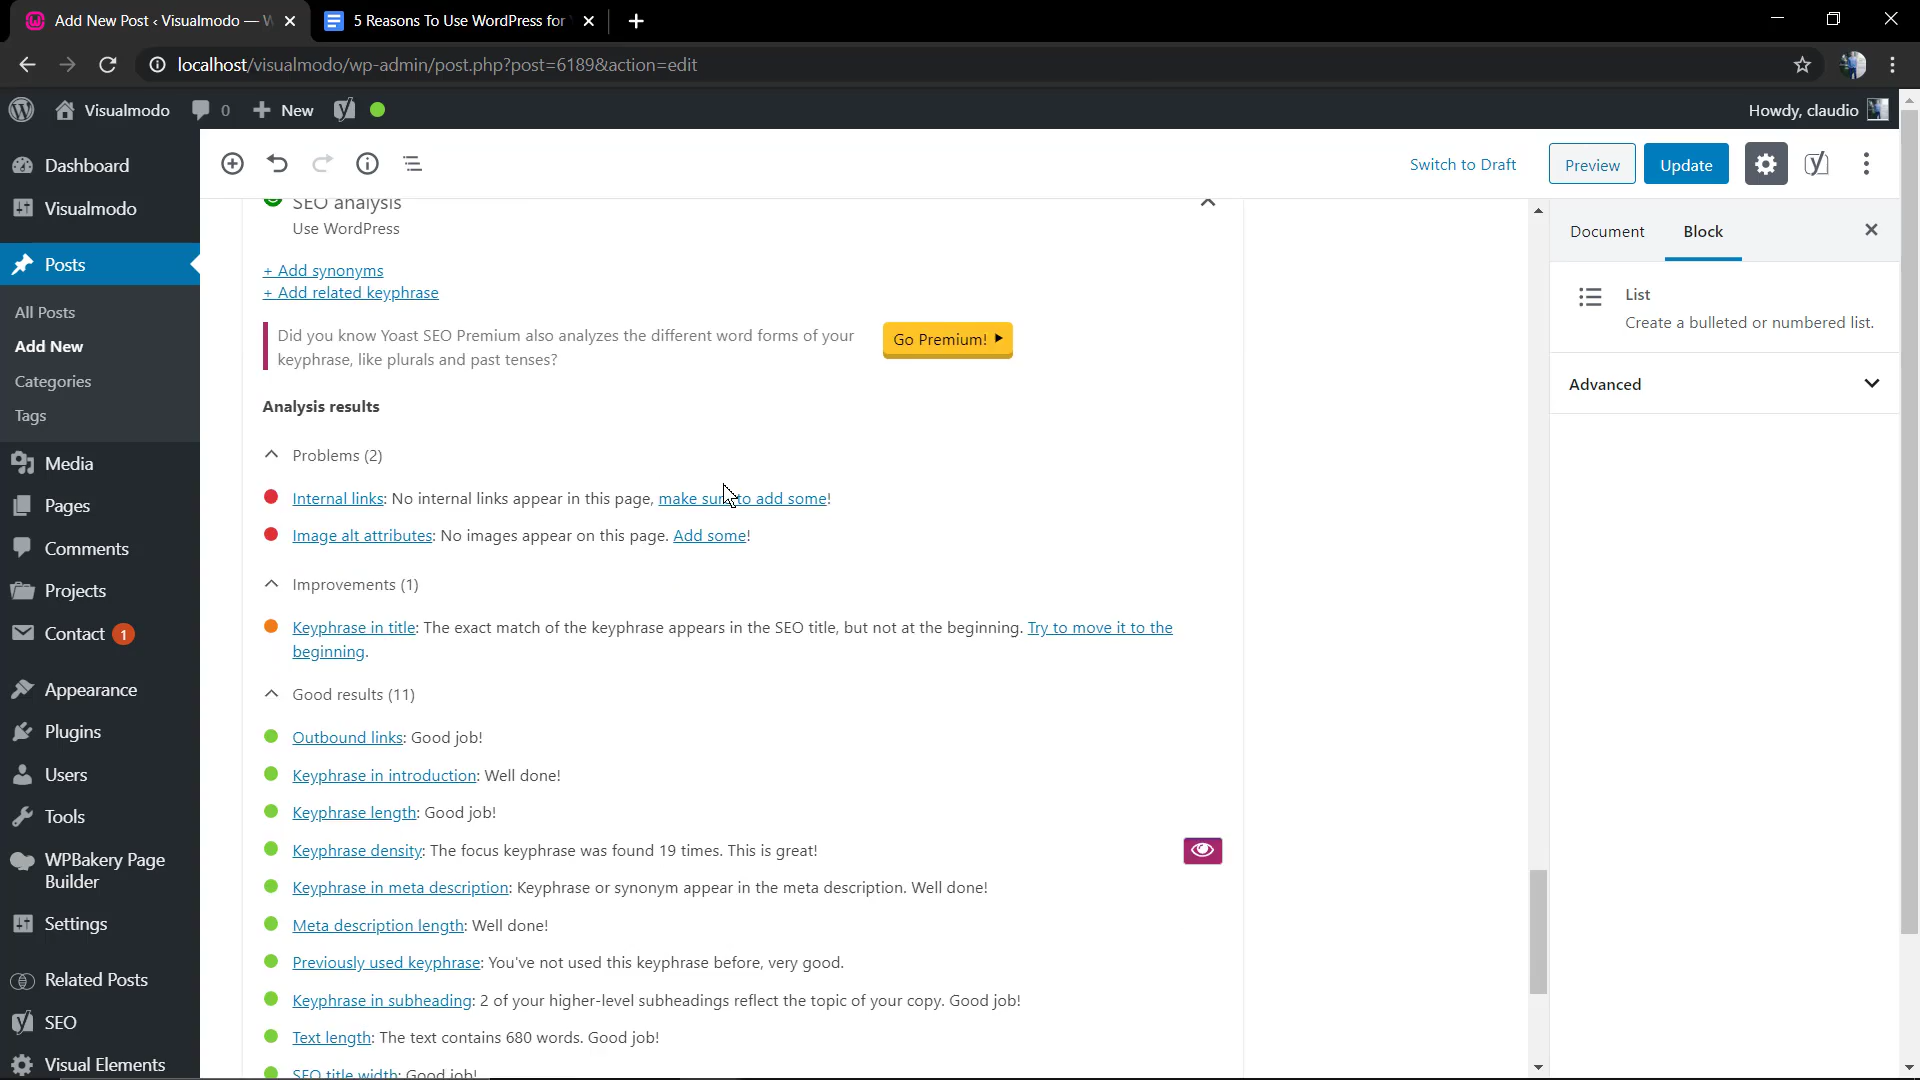 Add New Post ‹ Visualmodo —
5 Reasons To Use WordPress for
localhost/visualmodo/wp-admin/post.php?post=6189&action=edit
Visualmodo
0
New
Howdy, claudio
Dashboard
Visualmodo
Posts
All Posts
Add New
Categories
Tags
Media
Pages
Comments
Projects
Contact 1
Appearance
Plugins
Users
Tools
WPBakery Page
Builder
Settings
Related Posts
SEO
Visual Elements
Switch to Draft
Preview
Update
SEO analysis
Use WordPress
+ Add synonyms
+ Add related keyphrase
Did you know Yoast SEO Premium also analyzes the different word forms of your
keyphrase, like plurals and past tenses?
Go Premium!
Analysis results
Problems (2)
Internal links: No internal links appear in this page, make sure to add some!
Image alt attributes: No images appear on this page. Add some!
Improvements (1)
Keyphrase in title: The exact match of the keyphrase appears in the SEO title, but not at the beginning. Try to move it to the
beginning.
Good results (11)
Outbound links: Good job!
Keyphrase in introduction: Well done!
Keyphrase length: Good job!
Keyphrase density: The focus keyphrase was found 19 times. This is great!
Keyphrase in meta description: Keyphrase or synonym appear in the meta description. Well done!
Meta description length: Well done!
Previously used keyphrase: You've not used this keyphrase before, very good.
Keyphrase in subheading: 2 of your higher-level subheadings reflect the topic of your copy. Good job!
Text length: The text contains 680 words. Good job!
SEO title width: Good job!
Document
Block
List
Create a bulleted or numbered list.
Advanced